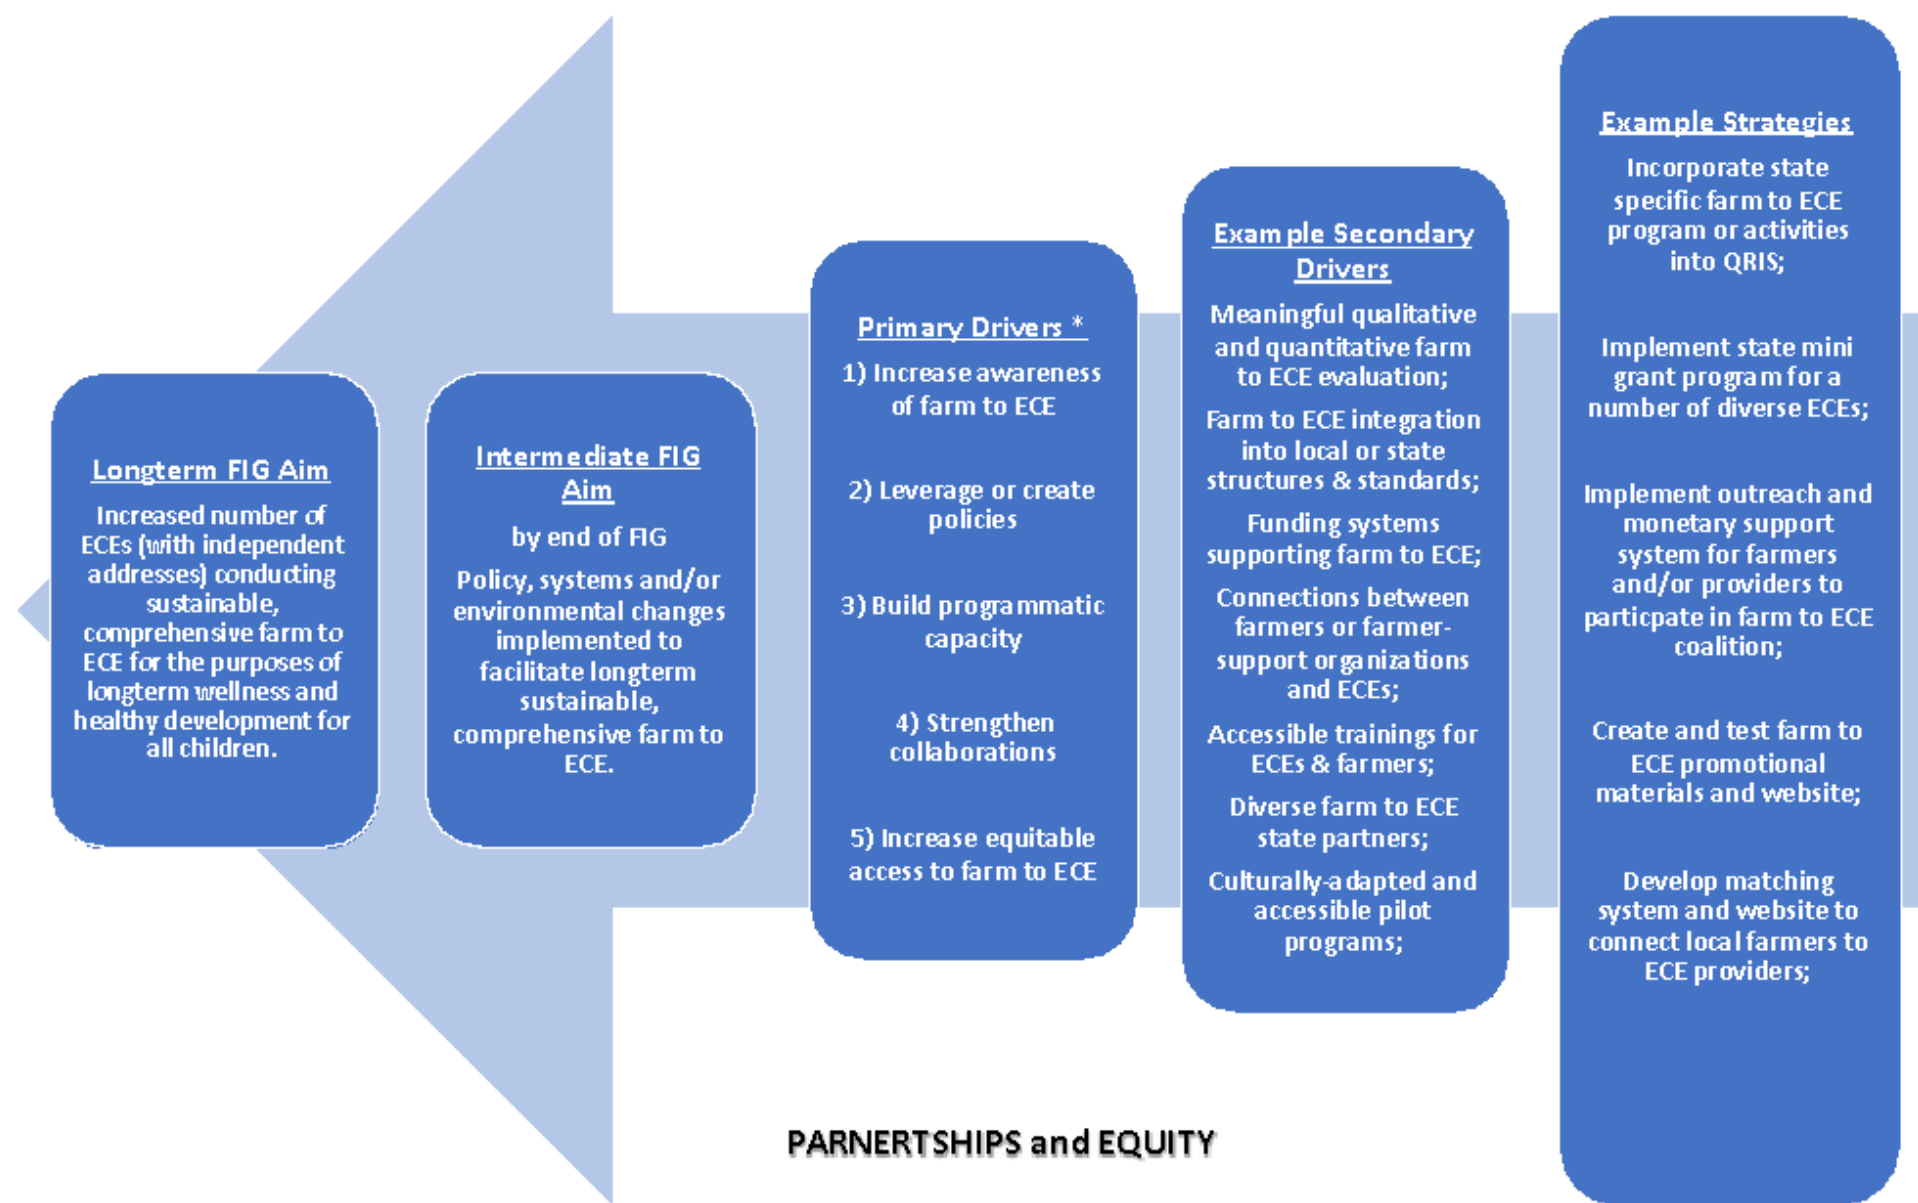 Longterm FIG Aim
Increased number of
ECEs (with independent
addresses) conducting
sustainable,
comprehensive farm to
ECE for the purposes of
longterm wellness and
healthy development for
all children.
Intermediate FIG
Aim
by end of FIG
Policy, systems and/or
environmental changes
implemented to
facilitate longterm
sustainable,
comprehensive farm to
ECE.
Primary Drivers *
1) Increase awareness
of farm to ECE
2) Leverage or create
policies
3) Build programmatic
capacity
4) Strengthen
collaborations
5) Increase equitable
access to farm to ECE
Example Secondary
Drivers
Meaningful qualitative
and quantitative farm
to ECE evaluation;
Farm to ECE integration
into local or state
structures & standards;
Funding systems
supporting farm to ECE;
Connections between
farmers or farmer-
support organizations
and ECEs;
Accessible trainings for
ECEs & farmers;
Diverse farm to ECE
state partners;
Culturally-adapted and
accessible pilot
programs;
Example Strategies
Incorporate state
specific farm to ECE
program or activities
into QRIS;
Implement state mini
grant program for a
number of diverse ECEs;
Implement outreach and
monetary support
system for farmers
and/or providers to
particpate in farm to ECE
coalition;
Create and test farm to
ECE promotional
materials and website;
Develop matching
system and website to
connect local farmers to
ECE providers;
PARNERTSHIPS and EQUITY